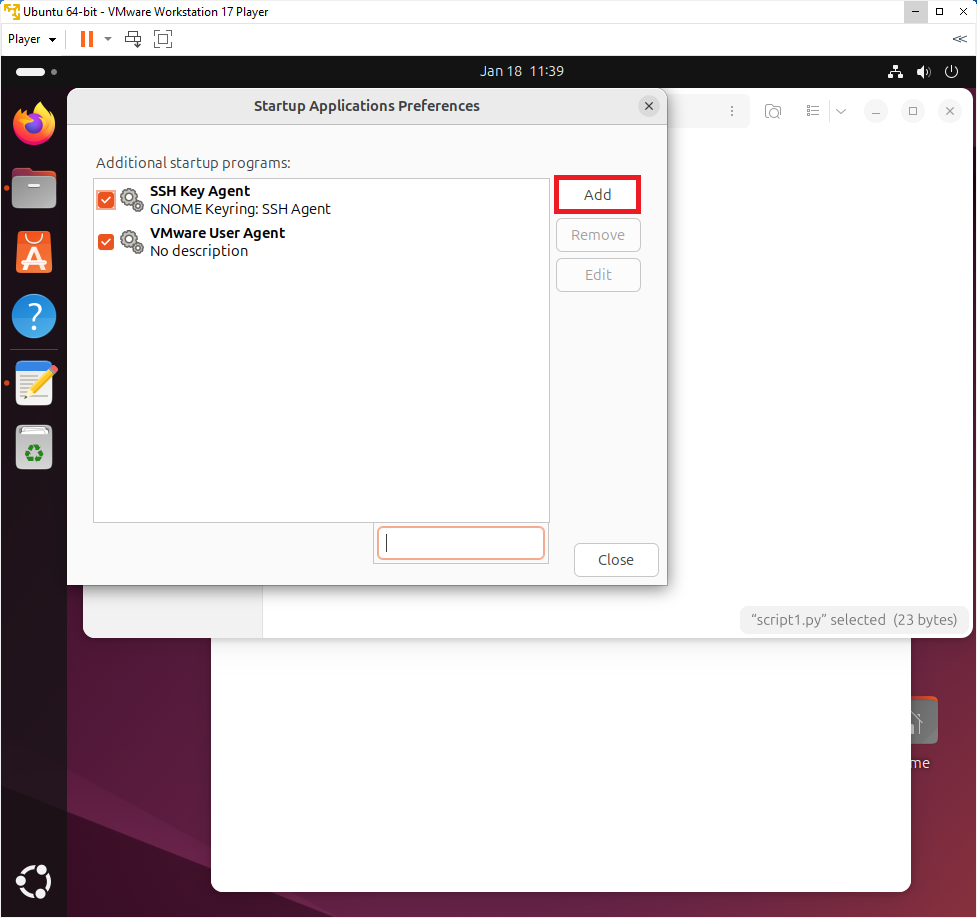 Ubuntu 64-bit - VMware Workstation 17 Player
Player
Jan 18 11:39
Startup Applications Preferences
Additional startup programs:
SSH Key Agent
GNOME Keyring: SSH Agent
VMware User Agent
No description
Add
Remove
Edit
Close
“script1.py” selected (23 bytes)
me